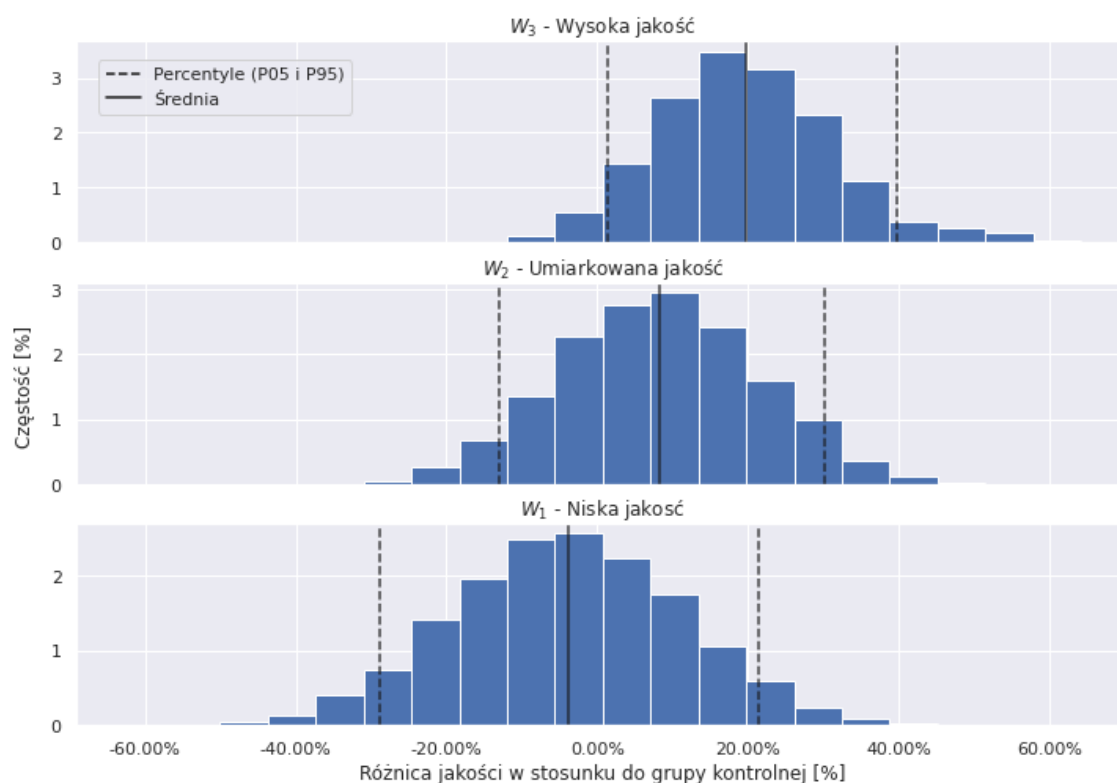 W₃ - Wysoka jakość
3
2
1
0
Percentyle (P05 i P95)
Średnia
W₂ - Umiarkowana jakość
3
2
1
0
Częstość [%]
W₁ - Niska jakosć
2
1
0
-60.00% -40.00% -20.00% 0.00% 20.00% 40.00% 60.00%
Różnica jakości w stosunku do grupy kontrolnej [%]